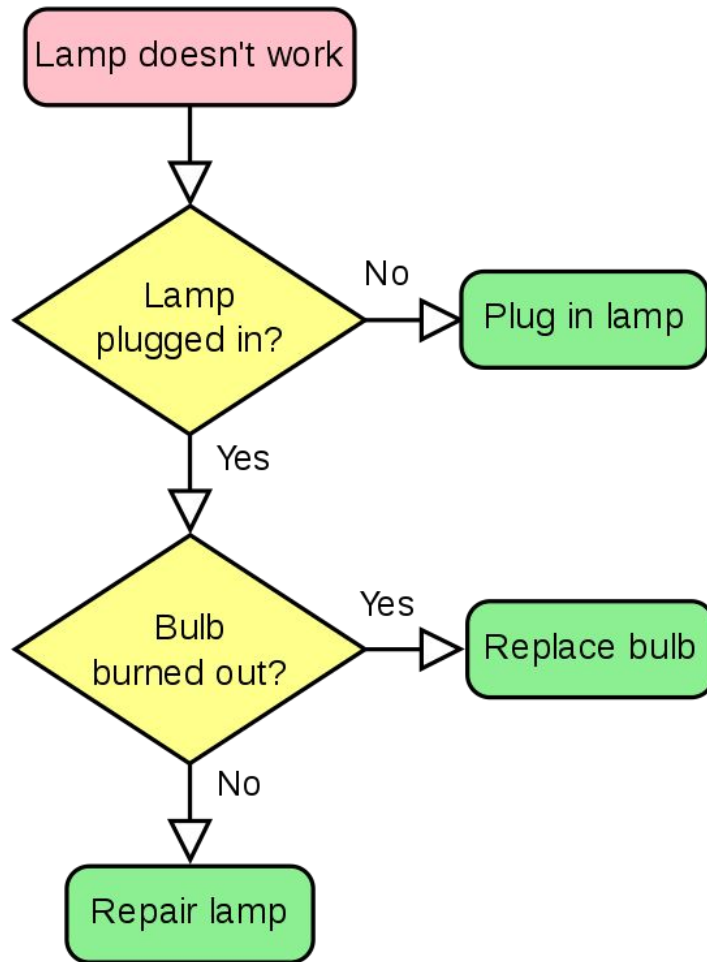 Lamp doesn't work
Lamp
plugged in?
No
Plug in lamp
Yes
Bulb
burned out?
Yes
Replace bulb
No
Repair lamp